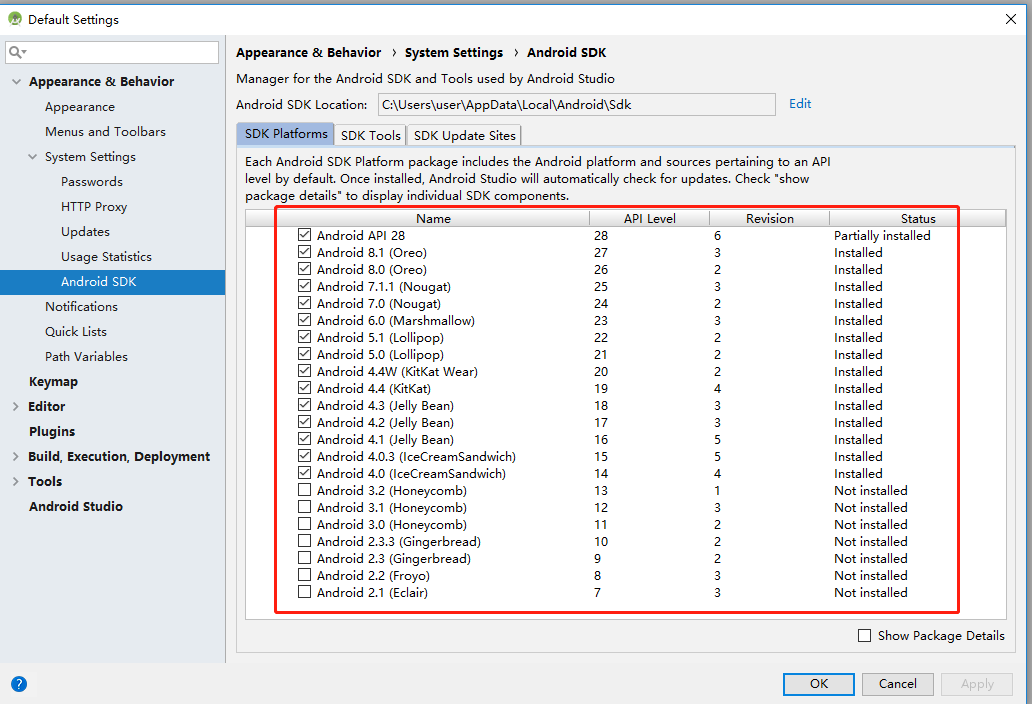 Default Settings
Appearance & Behavior
Appearance
Menus and Toolbars
System Settings
Passwords
HTTP Proxy
Updates
Usage Statistics
Android SDK
Notifications
Quick Lists
Path Variables
Keymap
Editor
Plugins
Build, Execution, Deployment
Tools
Android Studio
Appearance & Behavior › System Settings › Android SDK
Manager for the Android SDK and Tools used by Android Studio
Android SDK Location: C:\Users\user\AppData\Local\Android\Sdk Edit
SDK Platforms SDK Tools SDK Update Sites
Each Android SDK Platform package includes the Android platform and sources pertaining to an API
level by default. Once installed, Android Studio will automatically check for updates. Check "show
package details" to display individual SDK components.
Name API Level Revision Status
Android API 28 28 6 Partially installed
Android 8.1 (Oreo) 27 3 Installed
Android 8.0 (Oreo) 26 2 Installed
Android 7.1.1 (Nougat) 25 3 Installed
Android 7.0 (Nougat) 24 2 Installed
Android 6.0 (Marshmallow) 23 3 Installed
Android 5.1 (Lollipop) 22 2 Installed
Android 5.0 (Lollipop) 21 2 Installed
Android 4.4W (KitKat Wear) 20 2 Installed
Android 4.4 (KitKat) 19 4 Installed
Android 4.3 (Jelly Bean) 18 3 Installed
Android 4.2 (Jelly Bean) 17 3 Installed
Android 4.1 (Jelly Bean) 16 5 Installed
Android 4.0.3 (IceCreamSandwich) 15 5 Installed
Android 4.0 (IceCreamSandwich) 14 4 Installed
Android 3.2 (Honeycomb) 13 1 Not installed
Android 3.1 (Honeycomb) 12 3 Not installed
Android 3.0 (Honeycomb) 11 2 Not installed
Android 2.3.3 (Gingerbread) 10 2 Not installed
Android 2.3 (Gingerbread) 9 2 Not installed
Android 2.2 (Froyo) 8 3 Not installed
Android 2.1 (Eclair) 7 3 Not installed
Show Package Details
? OK Cancel Apply